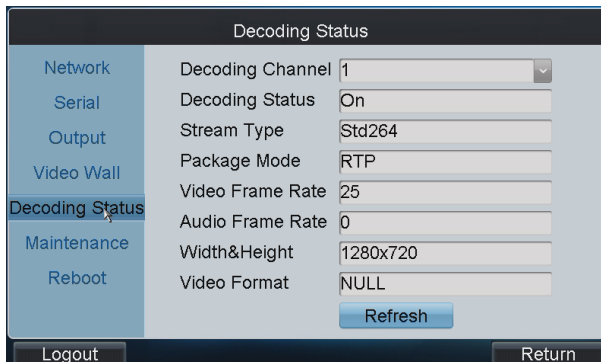 Decoding Status
Network
Serial
Output
Video Wall
Decoding Status
Maintenance
Reboot
Decoding Channel 1
Decoding Status On
Stream Type Std264
Package Mode RTP
Video Frame Rate 25
Audio Frame Rate 0
Width&Height 1280x720
Video Format NULL
Refresh
Logout Return